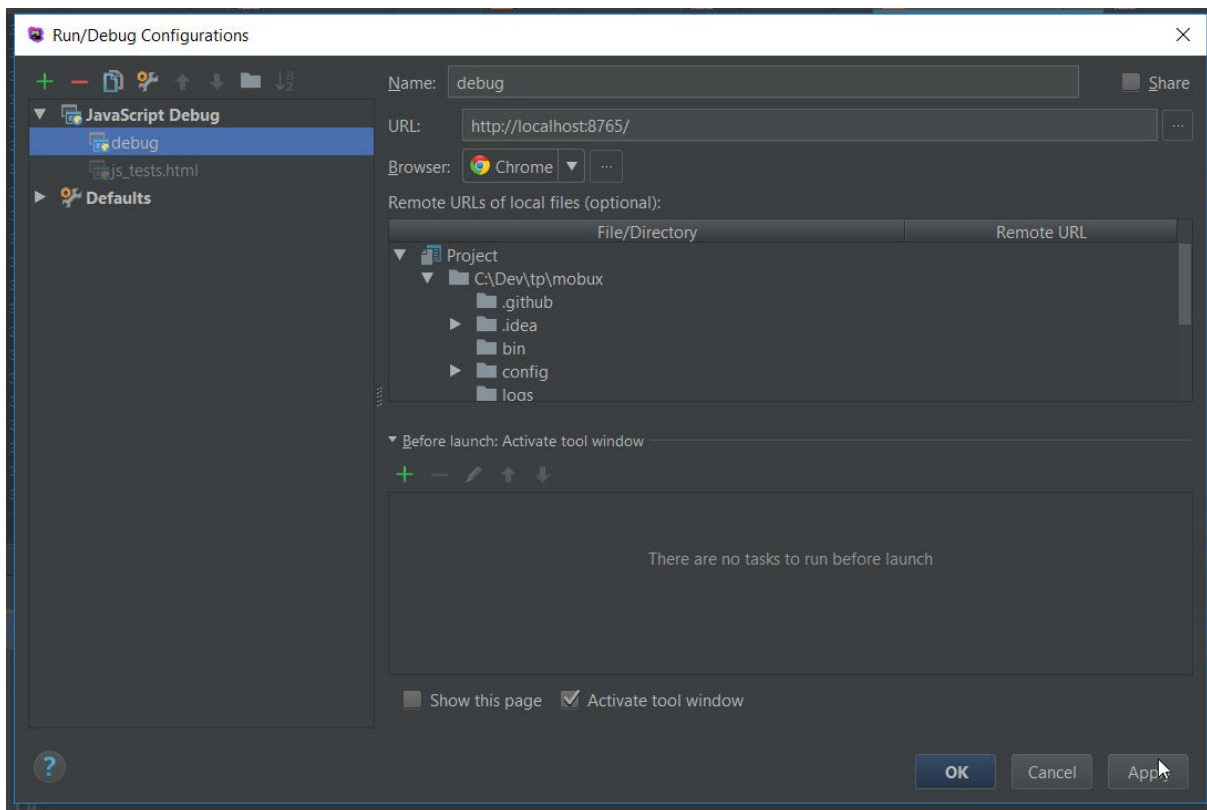 Run/Debug Configurations
Name: debug Share
JavaScript Debug
debug
js_tests.html
Defaults
URL: http://localhost:8765/
Browser: Chrome
Remote URLs of local files (optional):
File/Directory Remote URL
Project
C:\Dev\tp\mobux
.github
.idea
bin
config
logs
Before launch: Activate tool window
There are no tasks to run before launch
Show this page Activate tool window
? OK Cancel Apply